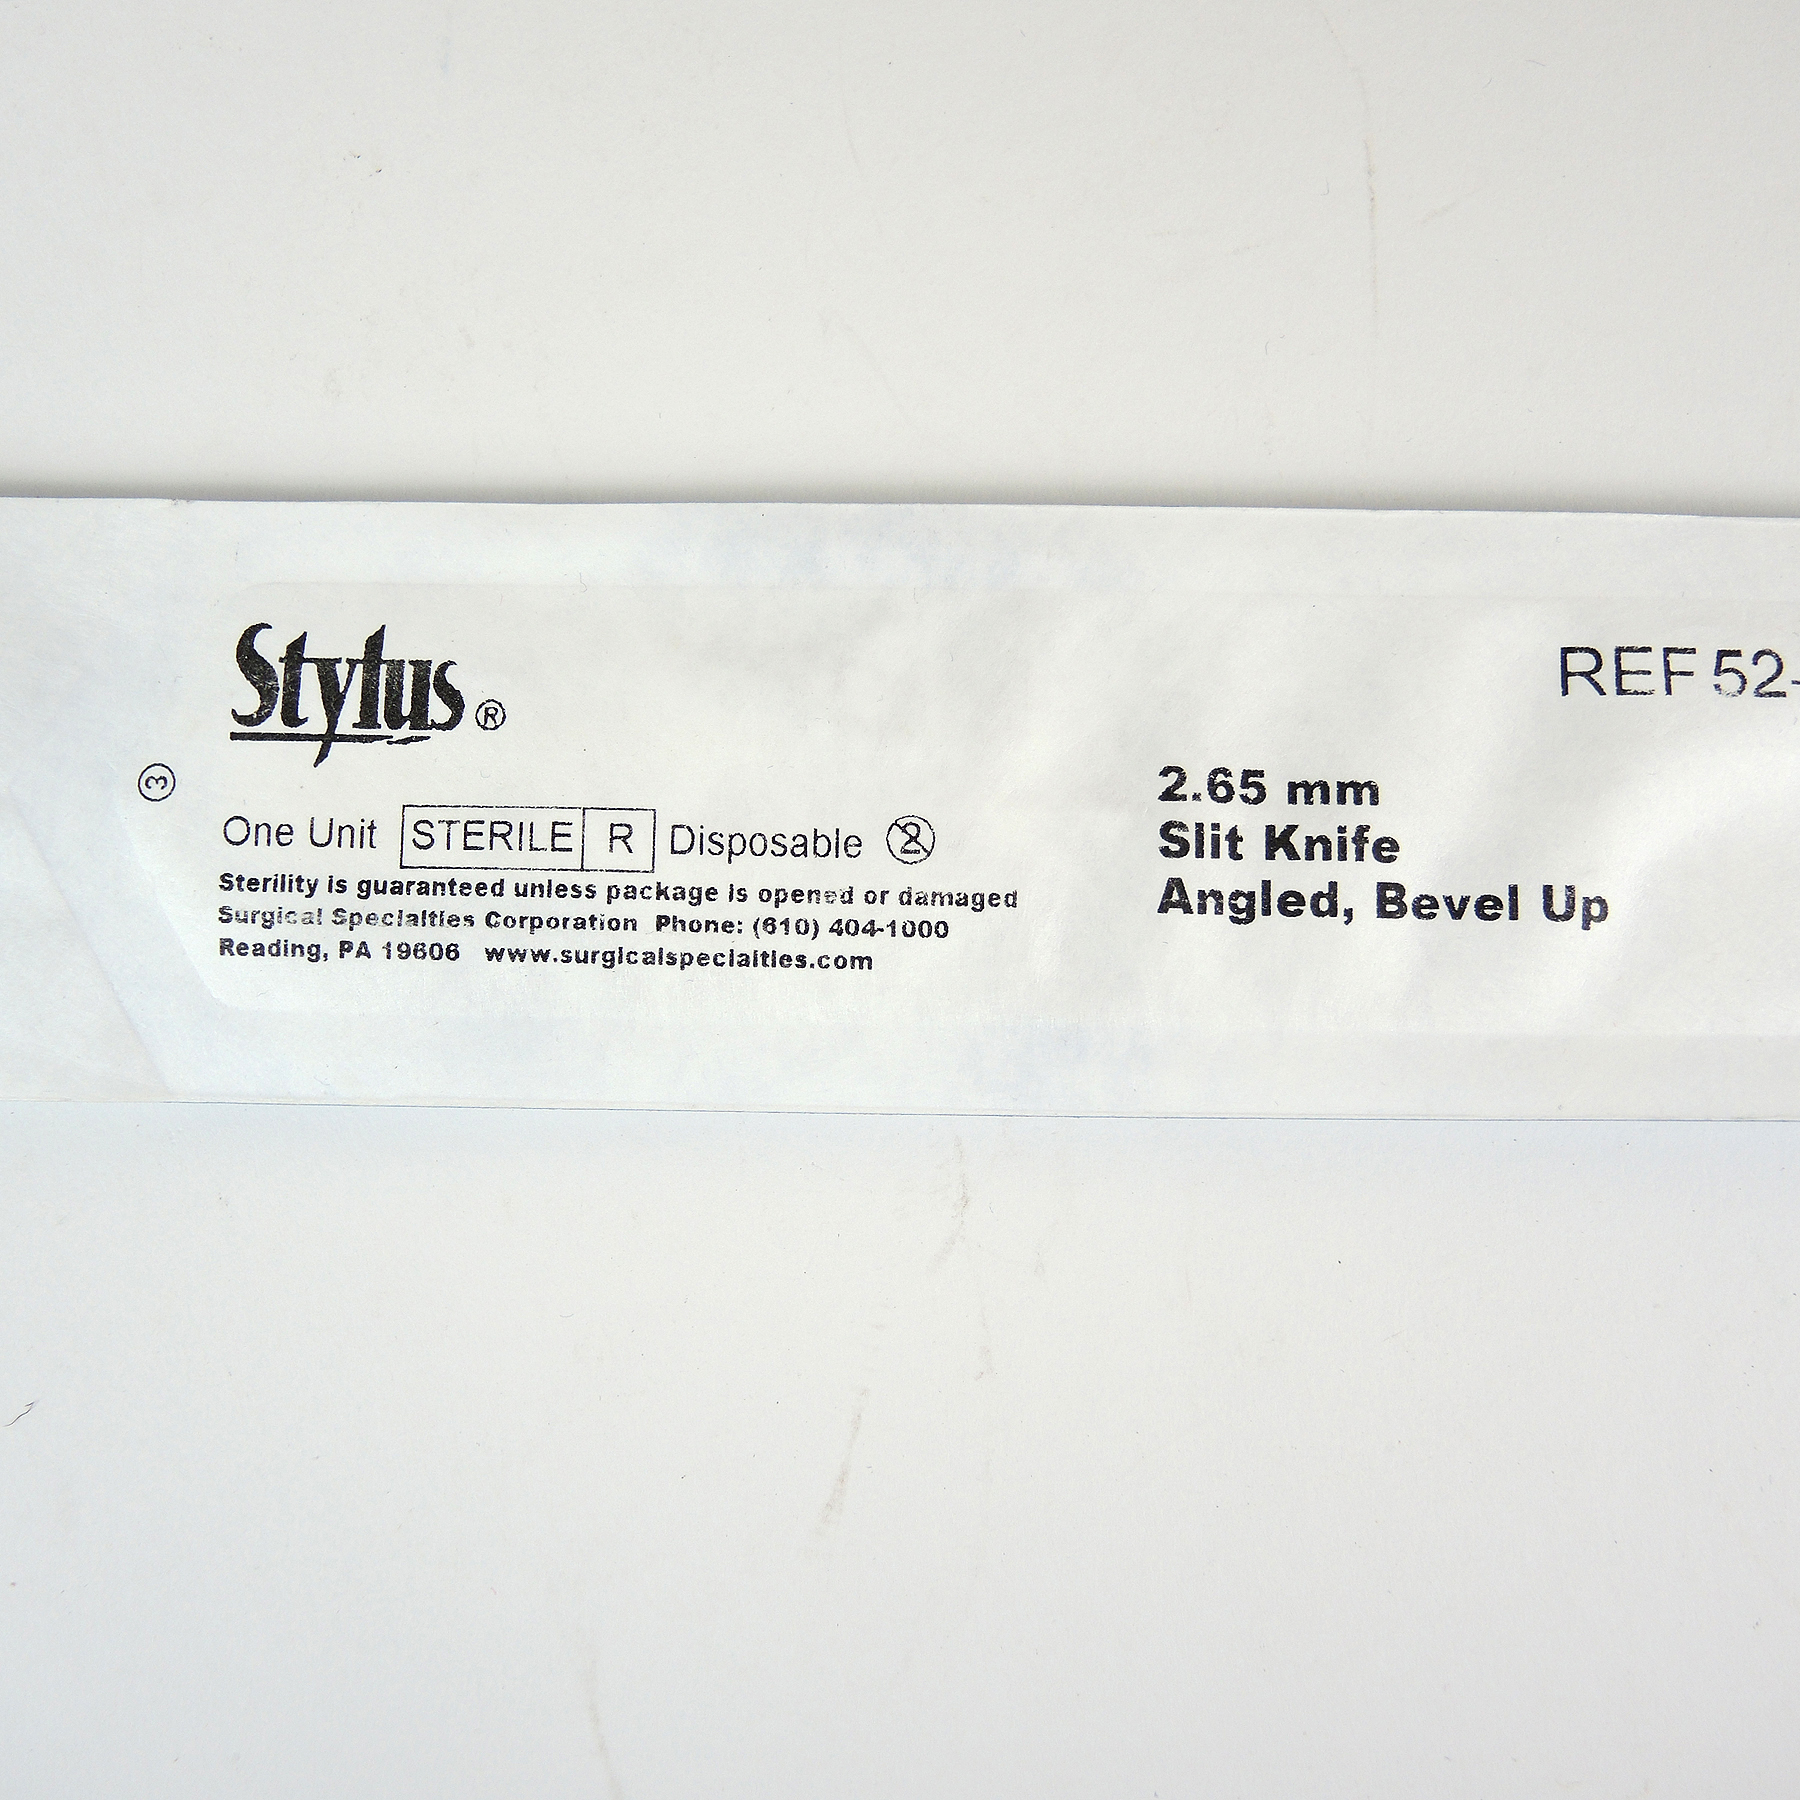 Stylus®
REF 52-
3
One Unit STERILE R Disposable 2
Sterility is guaranteed unless package is opened or damaged
Surgical Specialties Corporation Phone: (610) 404-1000
Reading, PA 19606 www.surgicalspecialties.com
2.65 mm
Slit Knife
Angled, Bevel Up